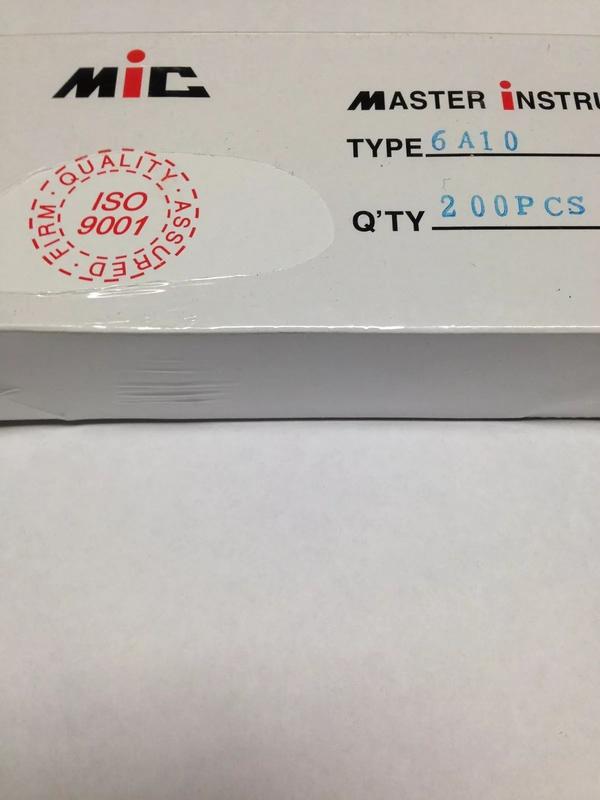 MiC
MASTER iNSTRU
TYPE 6A10
Q'TY 200PCS
QUALITY · ASSURED · FIRM ·
ISO
9001